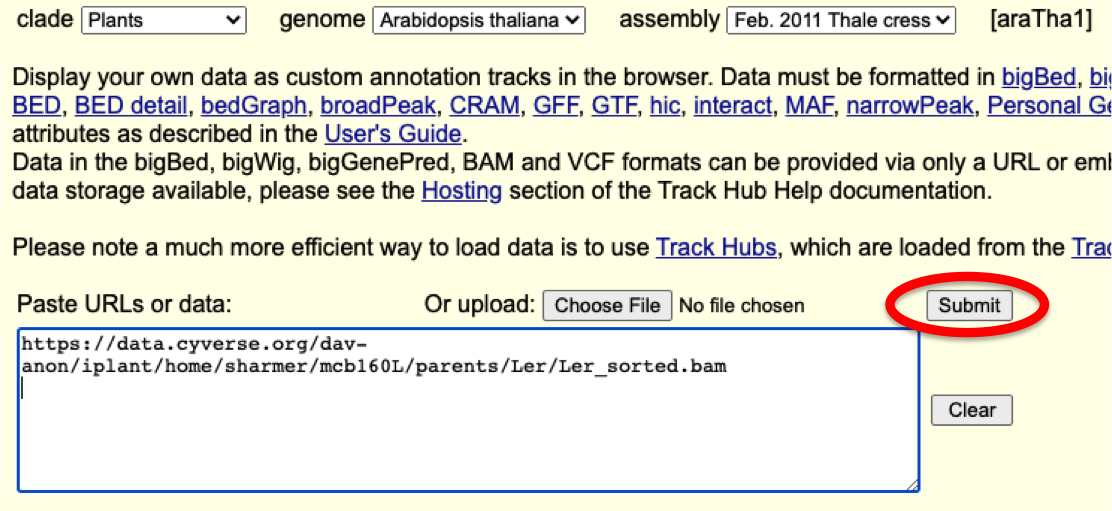 clade Plants genome Arabidopsis thaliana assembly Feb. 2011 Thale cress [araTha1]
Display your own data as custom annotation tracks in the browser. Data must be formatted in bigBed, bi
BED, BED detail, bedGraph, broadPeak, CRAM, GFF, GTF, hic, interact, MAF, narrowPeak, Personal Ge
attributes as described in the User's Guide.
Data in the bigBed, bigWig, bigGenePred, BAM and VCF formats can be provided via only a URL or emb
data storage available, please see the Hosting section of the Track Hub Help documentation.
Please note a much more efficient way to load data is to use Track Hubs, which are loaded from the Trac
Paste URLs or data: Or upload: Choose File No file chosen Submit
https://data.cyverse.org/dav-
anon/iplant/home/sharmer/mcb160L/parents/Ler/Ler_sorted.bam
Clear